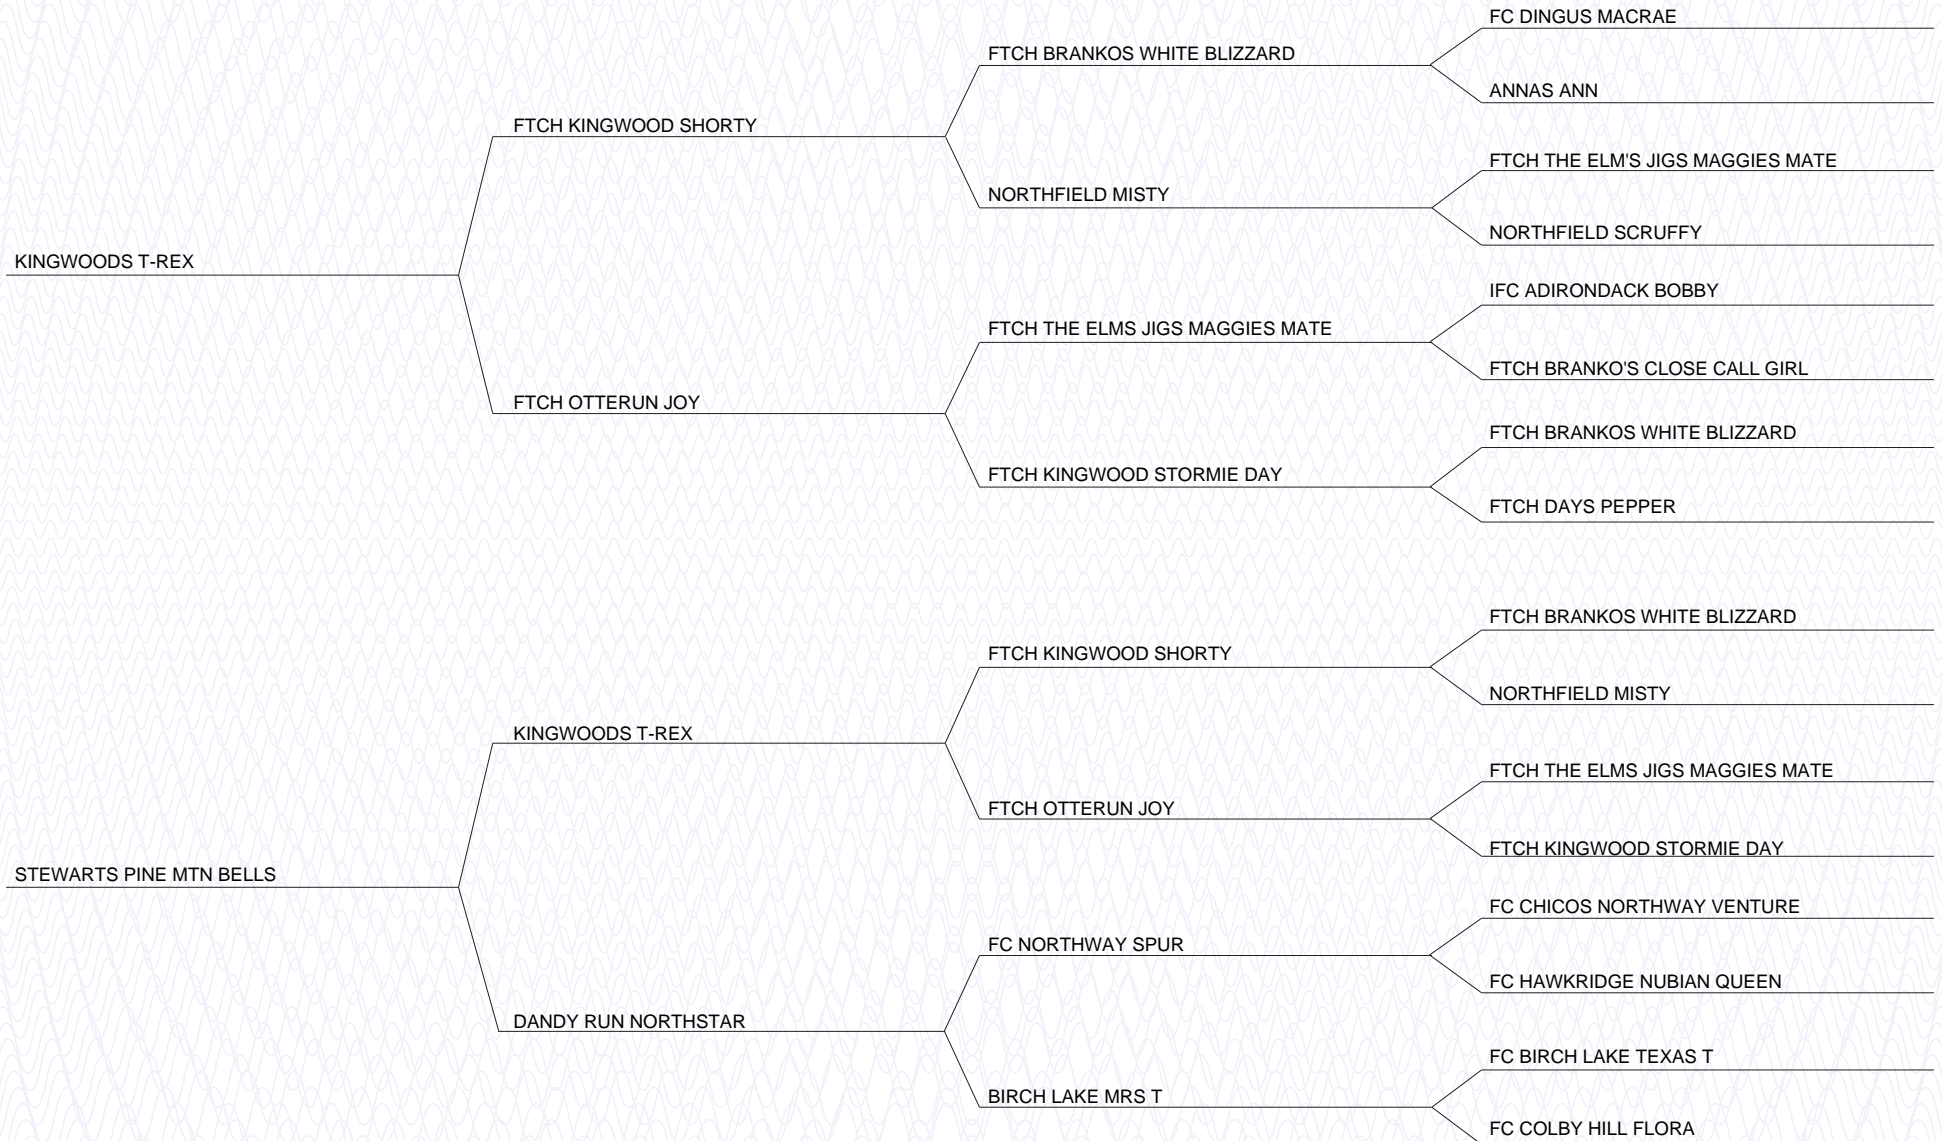 FC DINGUS MACRAE
FTCH BRANKOS WHITE BLIZZARD
ANNAS ANN
FTCH KINGWOOD SHORTY
FTCH THE ELM'S JIGS MAGGIES MATE
NORTHFIELD MISTY
NORTHFIELD SCRUFFY
KINGWOODS T-REX
IFC ADIRONDACK BOBBY
FTCH THE ELMS JIGS MAGGIES MATE
FTCH BRANKO'S CLOSE CALL GIRL
FTCH OTTERUN JOY
FTCH BRANKOS WHITE BLIZZARD
FTCH KINGWOOD STORMIE DAY
FTCH DAYS PEPPER
FTCH BRANKOS WHITE BLIZZARD
FTCH KINGWOOD SHORTY
NORTHFIELD MISTY
KINGWOODS T-REX
FTCH THE ELMS JIGS MAGGIES MATE
FTCH OTTERUN JOY
FTCH KINGWOOD STORMIE DAY
STEWARTS PINE MTN BELLS
FC CHICOS NORTHWAY VENTURE
FC NORTHWAY SPUR
FC HAWKRIDGE NUBIAN QUEEN
DANDY RUN NORTHSTAR
FC BIRCH LAKE TEXAS T
BIRCH LAKE MRS T
FC COLBY HILL FLORA